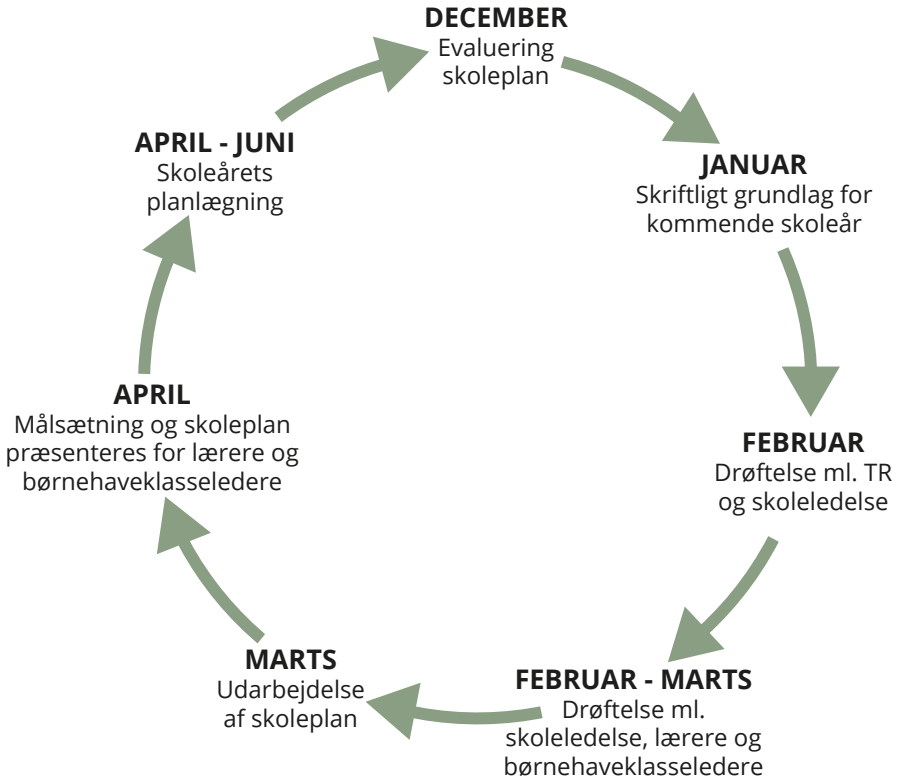 DECEMBER
Evaluering
skoleplan
JANUAR
Skriftligt grundlag for
kommende skoleår
FEBRUAR
Drøftelse ml. TR
og skoleledelse
FEBRUAR - MARTS
Drøftelse ml.
skoleledelse, lærere og
børnehaveklasseledere
MARTS
Udarbejdelse
af skoleplan
APRIL
Målsætning og skoleplan
præsenteres for lærere og
børnehaveklasseledere
APRIL - JUNI
Skoleårets
planlægning